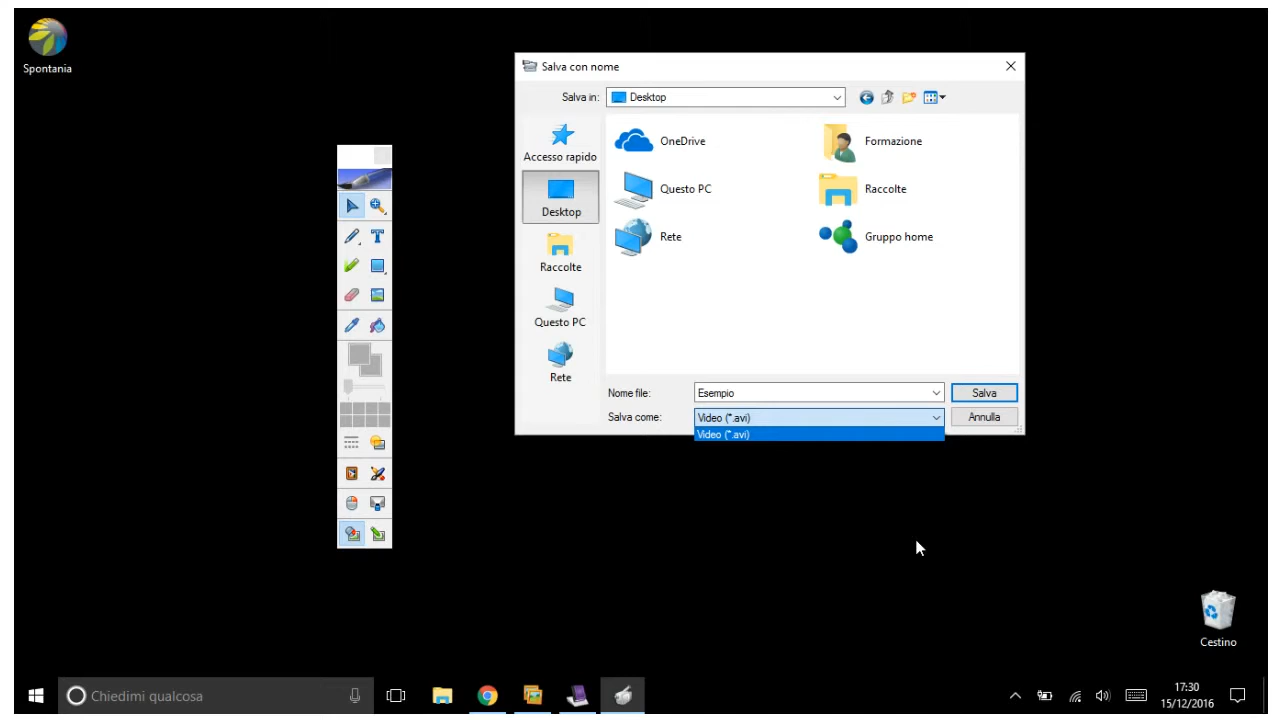 Spontania
Salva con nome
Salva in:
Desktop
Accesso rapido
Desktop
Raccolte
Questo PC
Rete
OneDrive
Formazione
Questo PC
Raccolte
Rete
Gruppo home
Nome file:
Esempio
Salva
Salva come:
Video (*.avi)
Annulla
Video (*.avi)
T
Cestino
Chiedimi qualcosa
17:30
15/12/2016